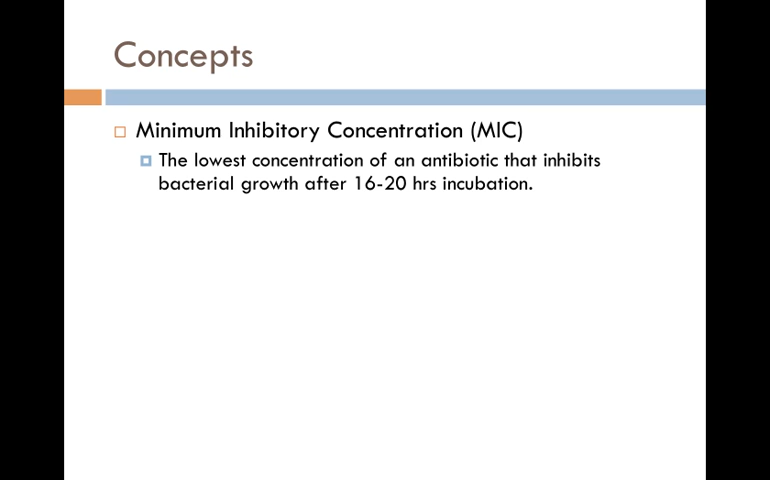 Concepts
Minimum Inhibitory Concentration (MIC)
The lowest concentration of an antibiotic that inhibits
bacterial growth after 16-20 hrs incubation.